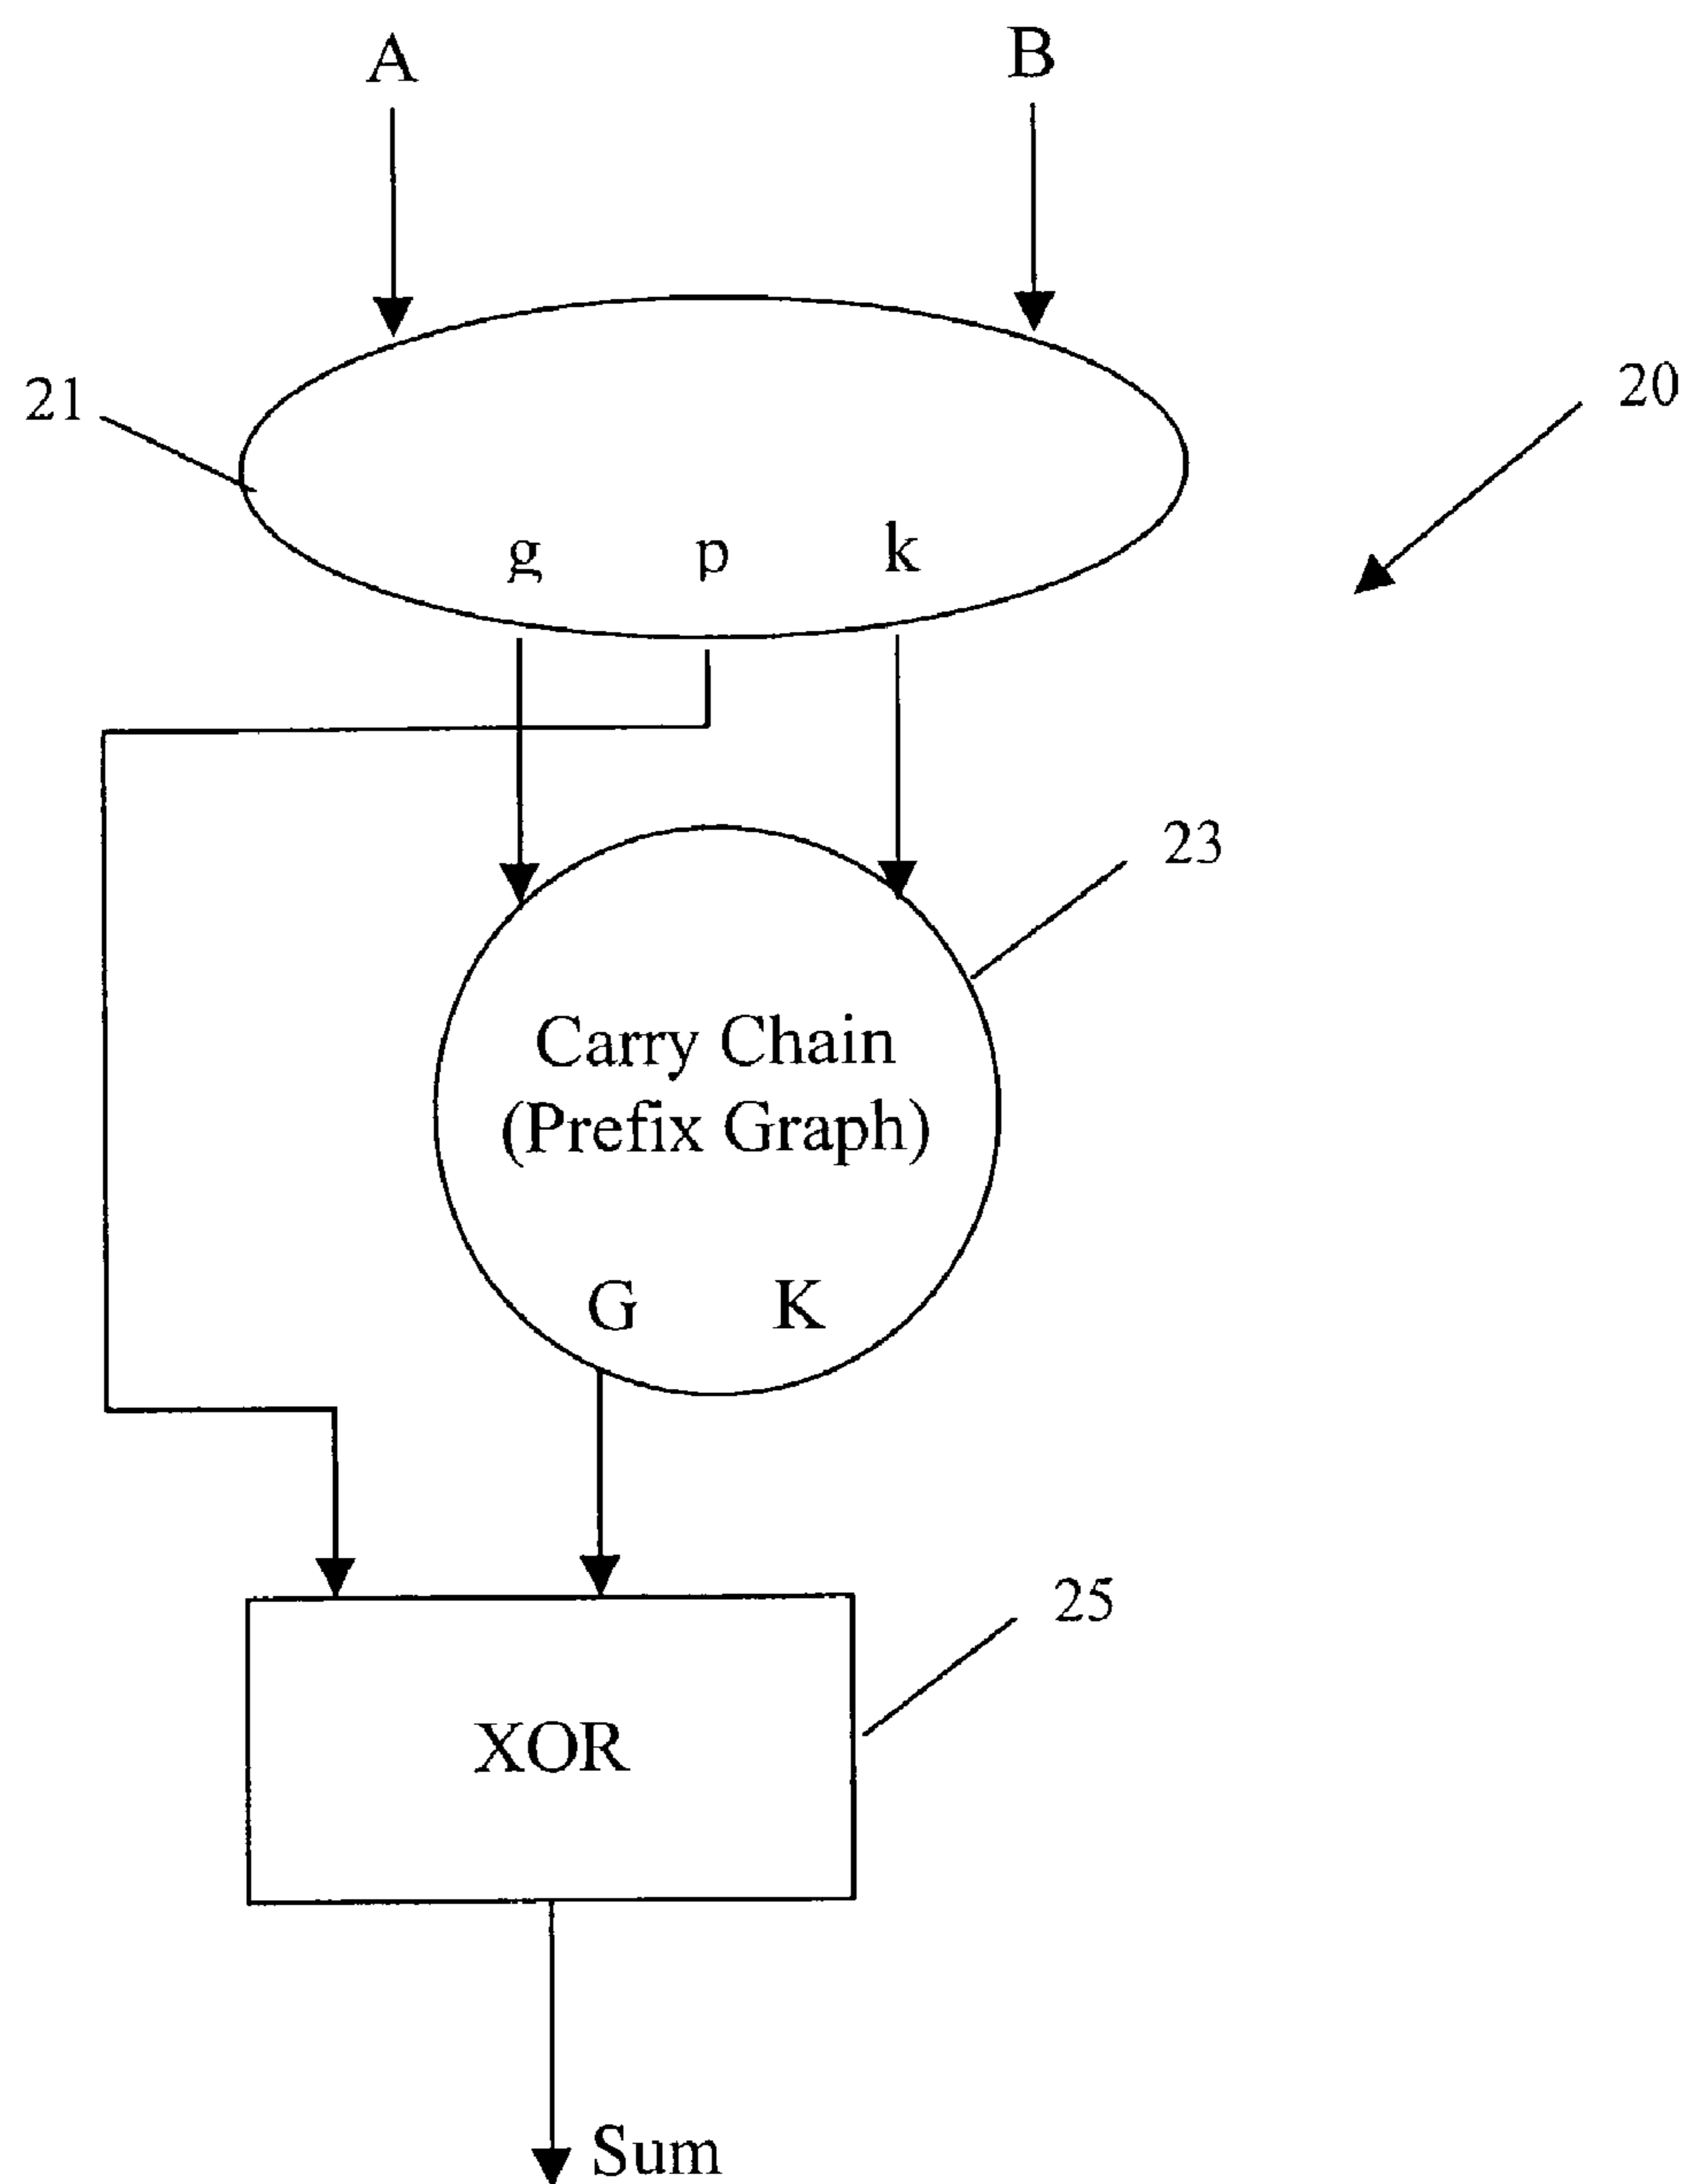 A B
21
20
g p k
23
Carry Chain
(Prefix Graph)
G K
25
XOR
Sum